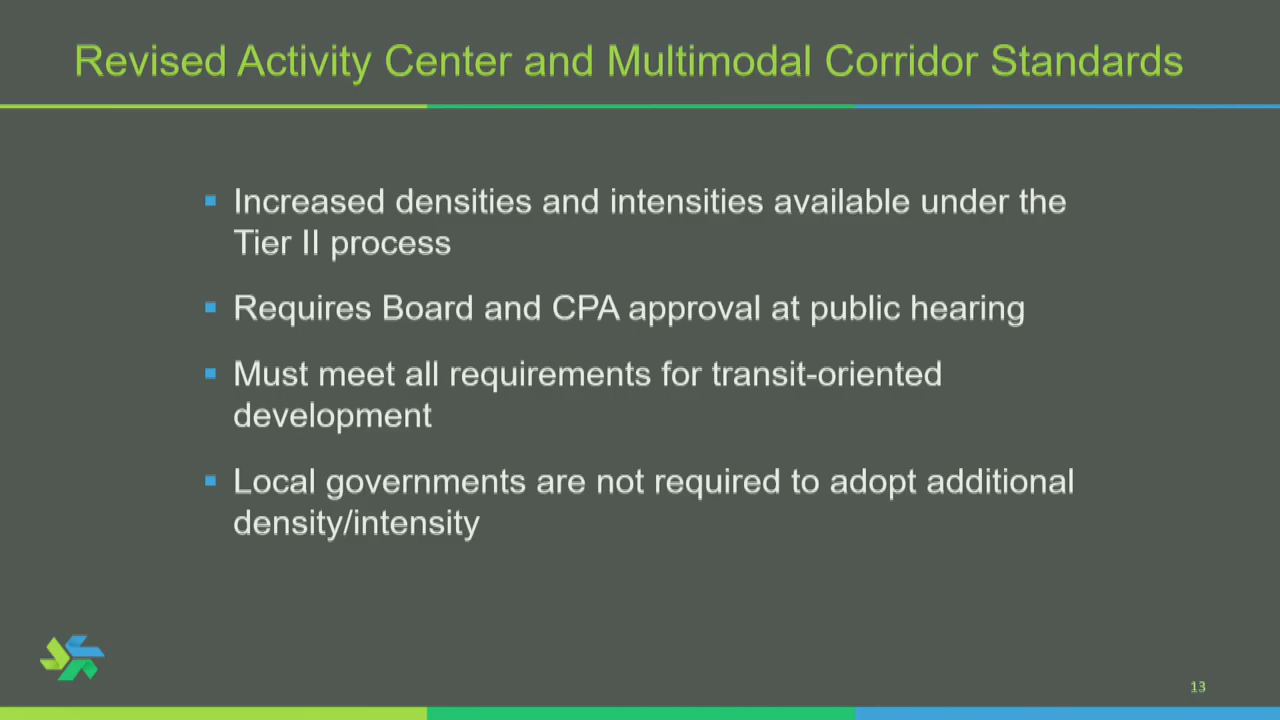 Revised Activity Center and Multimodal Corridor Standards
Increased densities and intensities available under the
Tier II process
Requires Board and CPA approval at public hearing
Must meet all requirements for transit-oriented
development
Local governments are not required to adopt additional
density/intensity
13